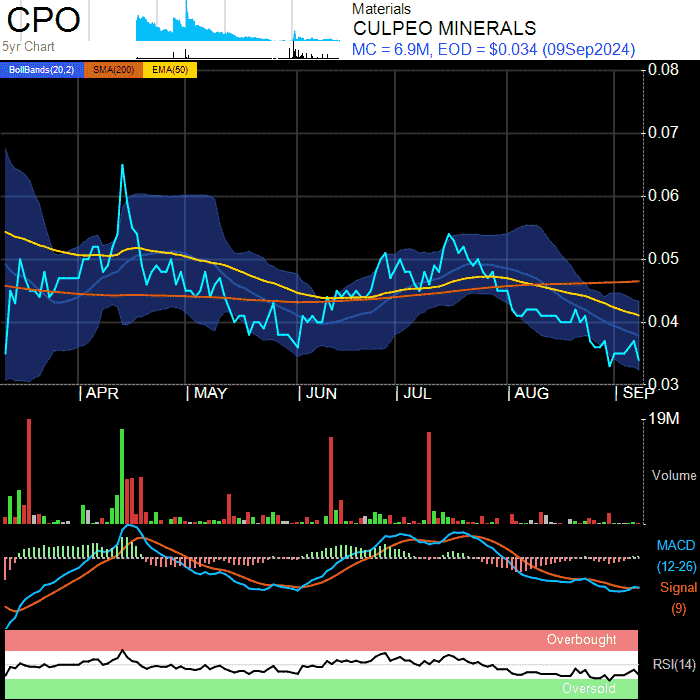 CPO
5yr Chart
Materials
CULPEO MINERALS
MC = 6.9M, EOD = $0.034 (09Sep2024)
BollBands(20,2) SMA(200) EMA(50)
0.08
0.07
0.06
0.05
0.04
0.03
| APR | MAY | JUN | JUL | AUG | SEP
19M
Volume
MACD
(12-26)
Signal
(9)
Overbought
RSI(14)
Oversold